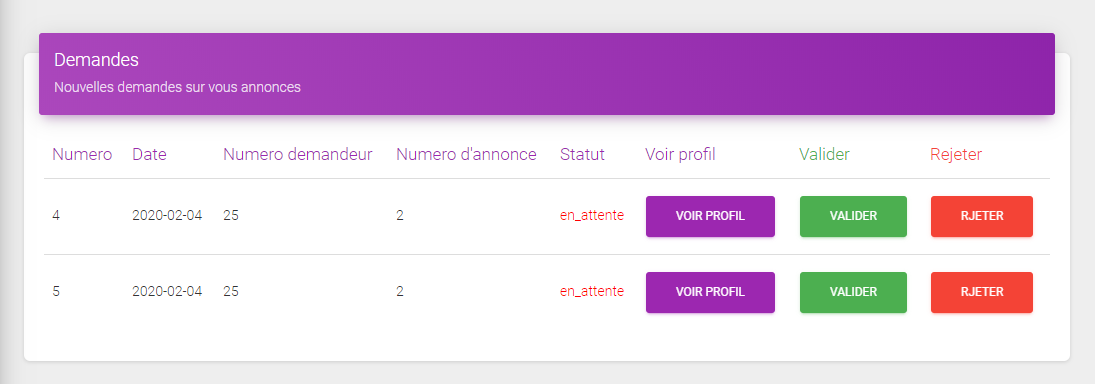 Demandes
Nouvelles demandes sur vous annonces
Numero Date Numero demandeur Numero d'annonce Statut Voir profil Valider Rejeter
4 2020-02-04 25 2 en_attente VOIR PROFIL VALIDER RJETER
5 2020-02-04 25 2 en_attente VOIR PROFIL VALIDER RJETER